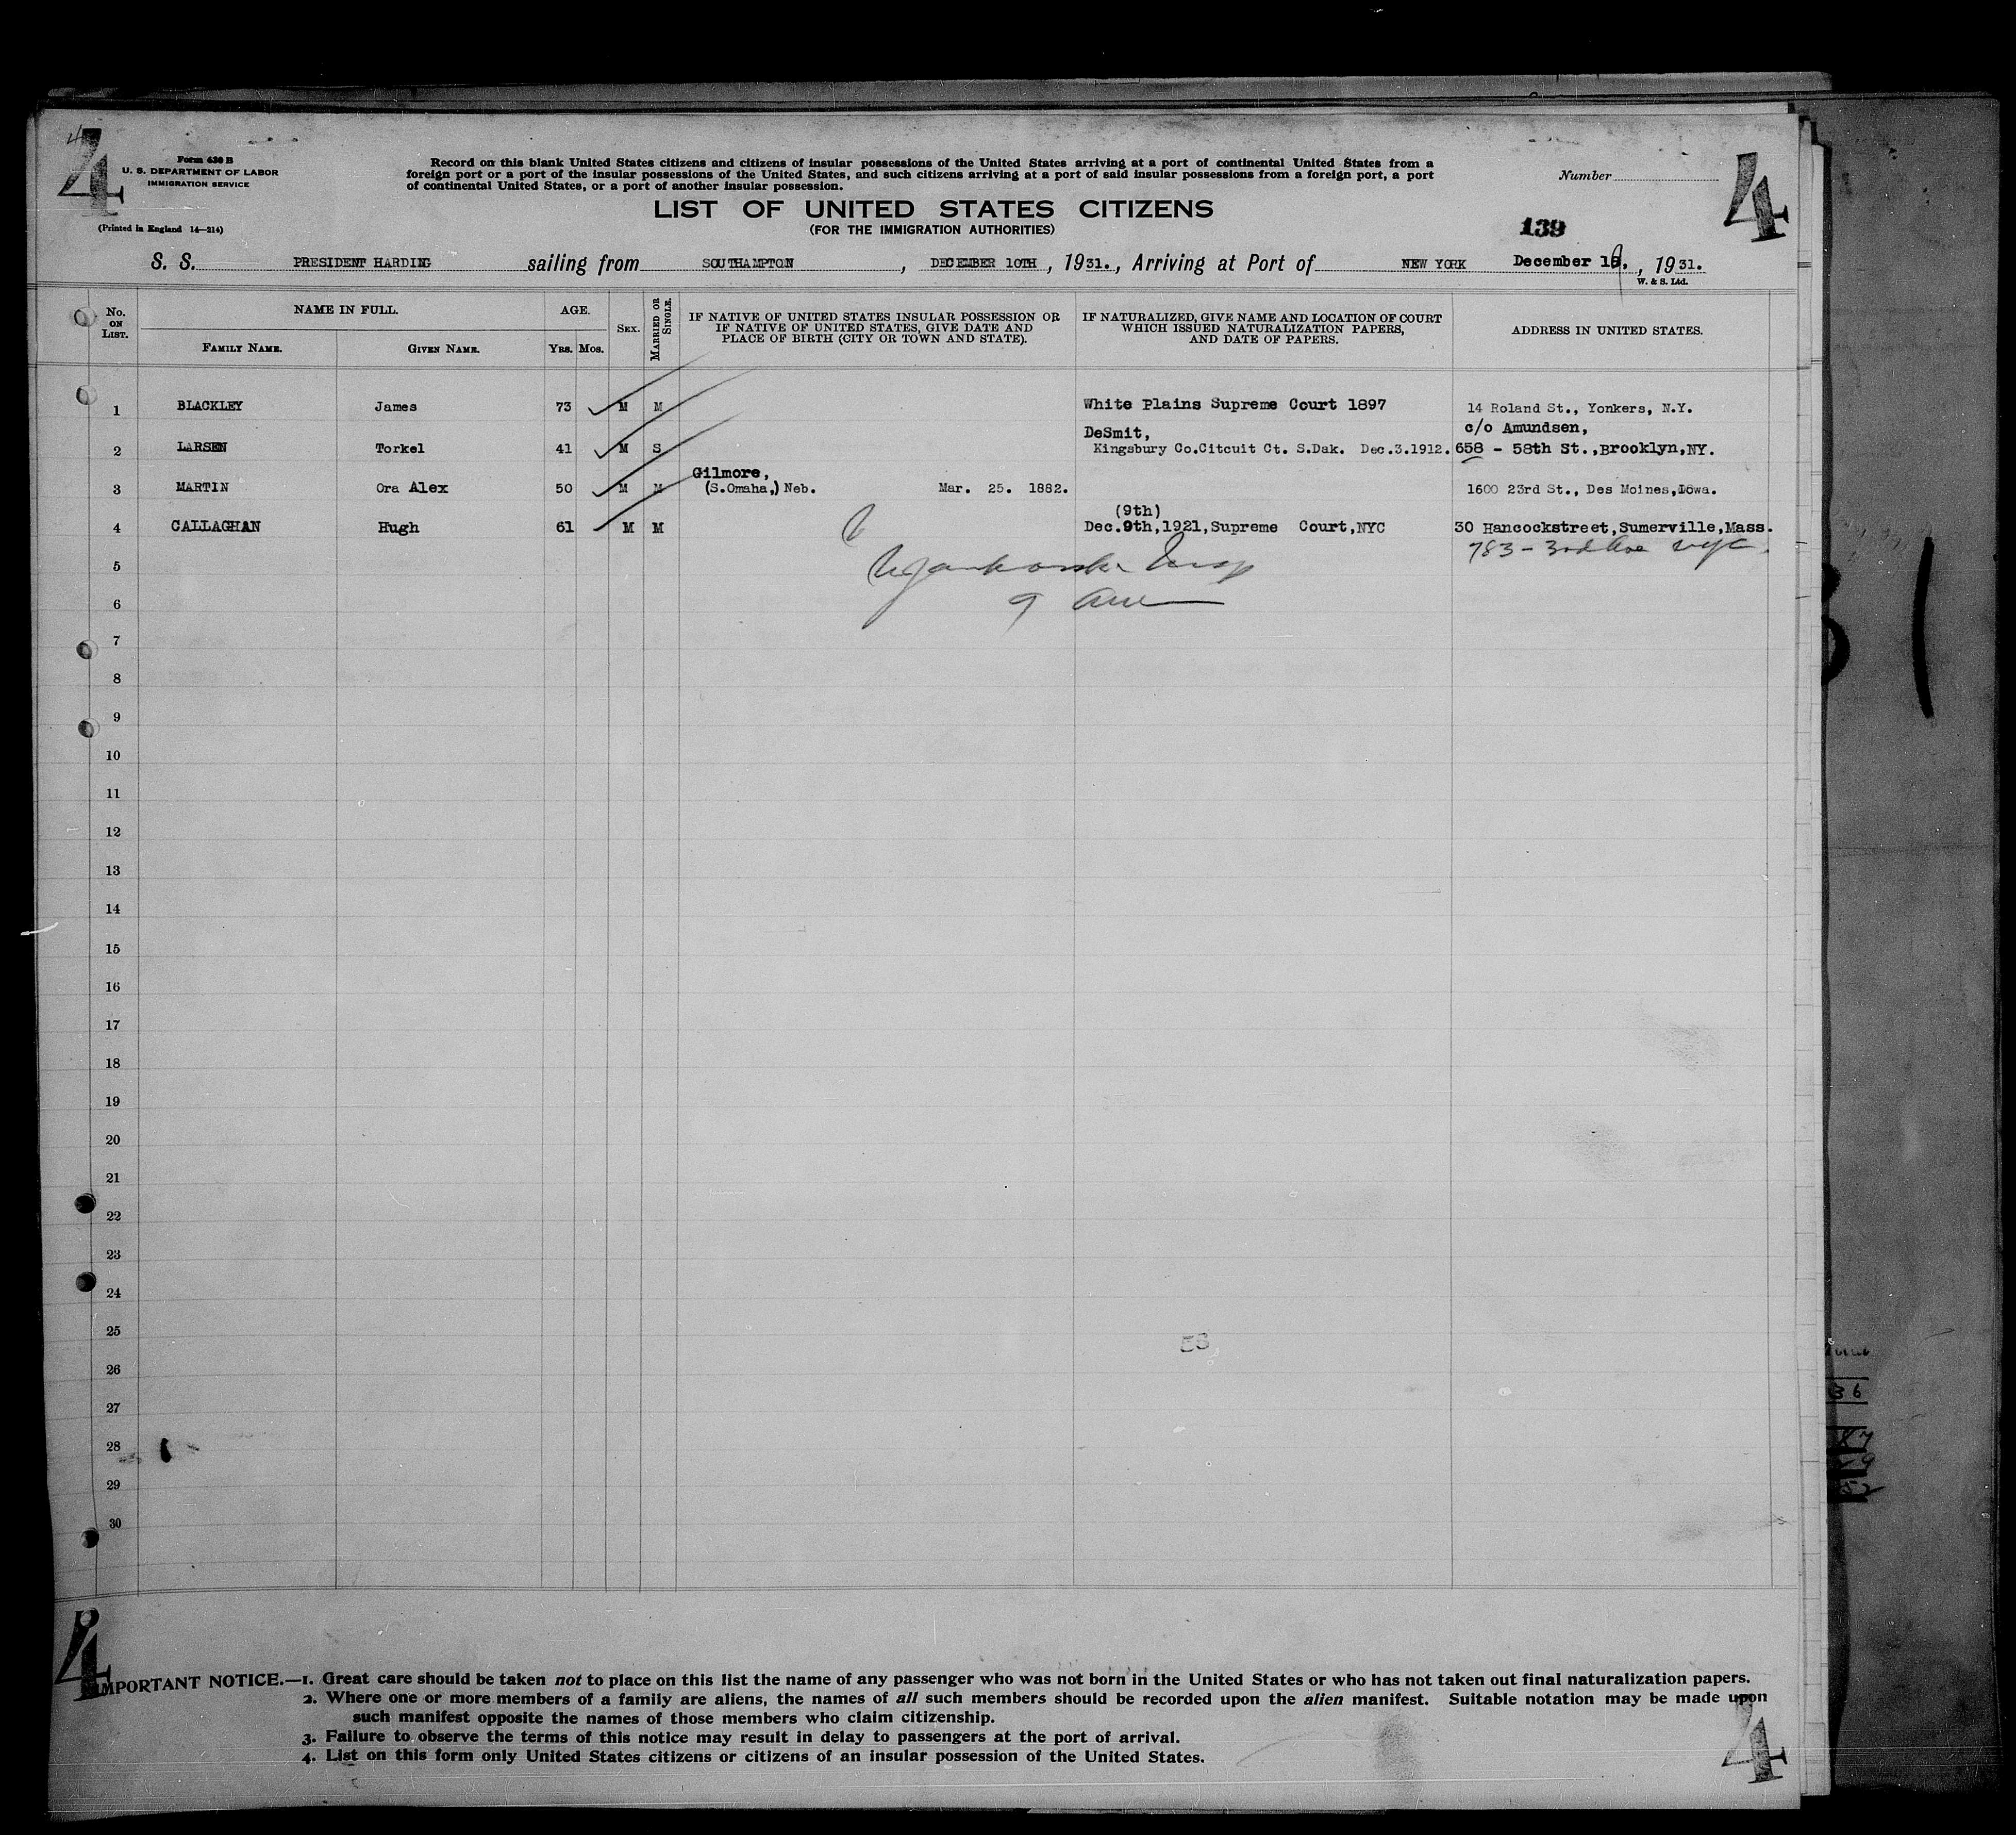 4 4
Form 630 B
U. S. DEPARTMENT OF LABOR
IMMIGRATION SERVICE
(Printed in England 14—214)
Record on this blank United States citizens and citizens of insular possessions of the United States arriving at a port of continental United States from a
foreign port or a port of the insular possessions of the United States, and such citizens arriving at a port of said insular possessions from a foreign port, a port
of continental United States, or a port of another insular possession.
Number
4
LIST OF UNITED STATES CITIZENS
(FOR THE IMMIGRATION AUTHORITIES)
139
S. S. PRESIDENT HARDING sailing from SOUTHAMPTON, DECEMBER 10TH, 1931., Arriving at Port of NEW YORK December 19., 1931.
W. & S. Ltd.
No. ON LIST.
NAME IN FULL.
FAMILY NAME. GIVEN NAME.
AGE.
YRS. MOS.
SEX.
MARRIED OR SINGLE.
IF NATIVE OF UNITED STATES INSULAR POSSESSION OR
IF NATIVE OF UNITED STATES, GIVE DATE AND
PLACE OF BIRTH (CITY OR TOWN AND STATE).
IF NATURALIZED, GIVE NAME AND LOCATION OF COURT
WHICH ISSUED NATURALIZATION PAPERS,
AND DATE OF PAPERS.
ADDRESS IN UNITED STATES.
1 BLACKLEY James 73 M M White Plains Supreme Court 1897 14 Roland St., Yonkers, N.Y.
DeSmit, c/o Amundsen,
2 LARSEN Torkel 41 M S Kingsbury Co.Citcuit Ct. S.Dak. Dec.3.1912. 658 - 58th St.,Brooklyn,NY.
Gilmore,
3 MARTIN Ora Alex 50 M M (S.Omaha,) Neb. Mar. 25. 1882. 1600 23rd St., Des Moines,Iowa.
(9th)
4 CALLAGHAN Hugh 61 M M Dec.9th,1921,Supreme Court,NYC 30 Hancockstreet,Sumerville,Mass.
783 - 3rd Ave NYC.
5
6
7
8
9
10
11
12
13
14
15
16
17
18
19
20
21
22
23
24
25
26
27
28
29
30
36
4
IMPORTANT NOTICE.—1. Great care should be taken not to place on this list the name of any passenger who was not born in the United States or who has not taken out final naturalization papers.
2. Where one or more members of a family are aliens, the names of all such members should be recorded upon the alien manifest. Suitable notation may be made upon
such manifest opposite the names of those members who claim citizenship.
3. Failure to observe the terms of this notice may result in delay to passengers at the port of arrival.
4. List on this form only United States citizens or citizens of an insular possession of the United States.
4